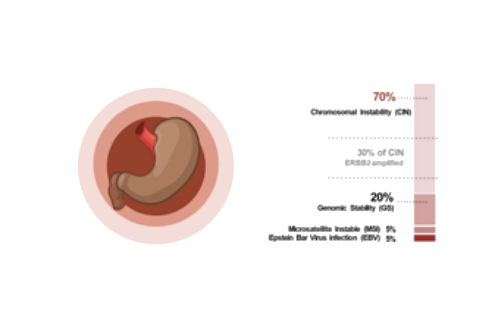 70%
Chromosomal Instability (CIN)
30% of CIN
ERBB2 amplified
20%
Genomic Stability (GS)
Microsatellite Instable (MSI) 5%
Epstein Bar Virus infection (EBV) 5%